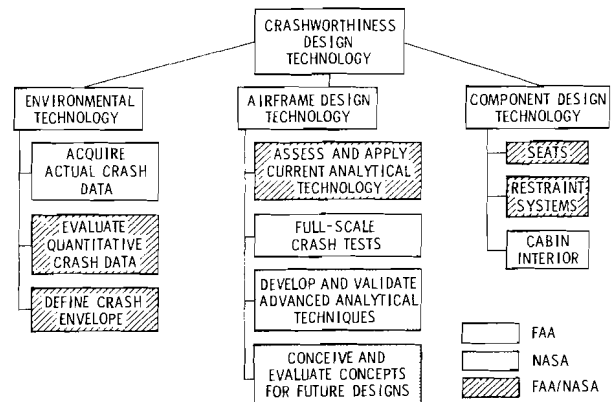 CRASHWORTHINESS
DESIGN
TECHNOLOGY
ENVIRONMENTAL
TECHNOLOGY
ACQUIRE
ACTUAL CRASH
DATA
EVALUATE
QUANTITATIVE
CRASH DATA
DEFINE CRASH
ENVELOPE
AIRFRAME DESIGN
TECHNOLOGY
ASSESS AND APPLY
CURRENT ANALYTICAL
TECHNOLOGY
FULL-SCALE
CRASH TESTS
DEVELOP AND VALIDATE
ADVANCED ANALYTICAL
TECHNIQUES
CONCEIVE AND
EVALUATE CONCEPTS
FOR FUTURE DESIGNS
COMPONENT DESIGN
TECHNOLOGY
SEATS
RESTRAINT
SYSTEMS
CABIN
INTERIOR
FAA
NASA
FAA/NASA